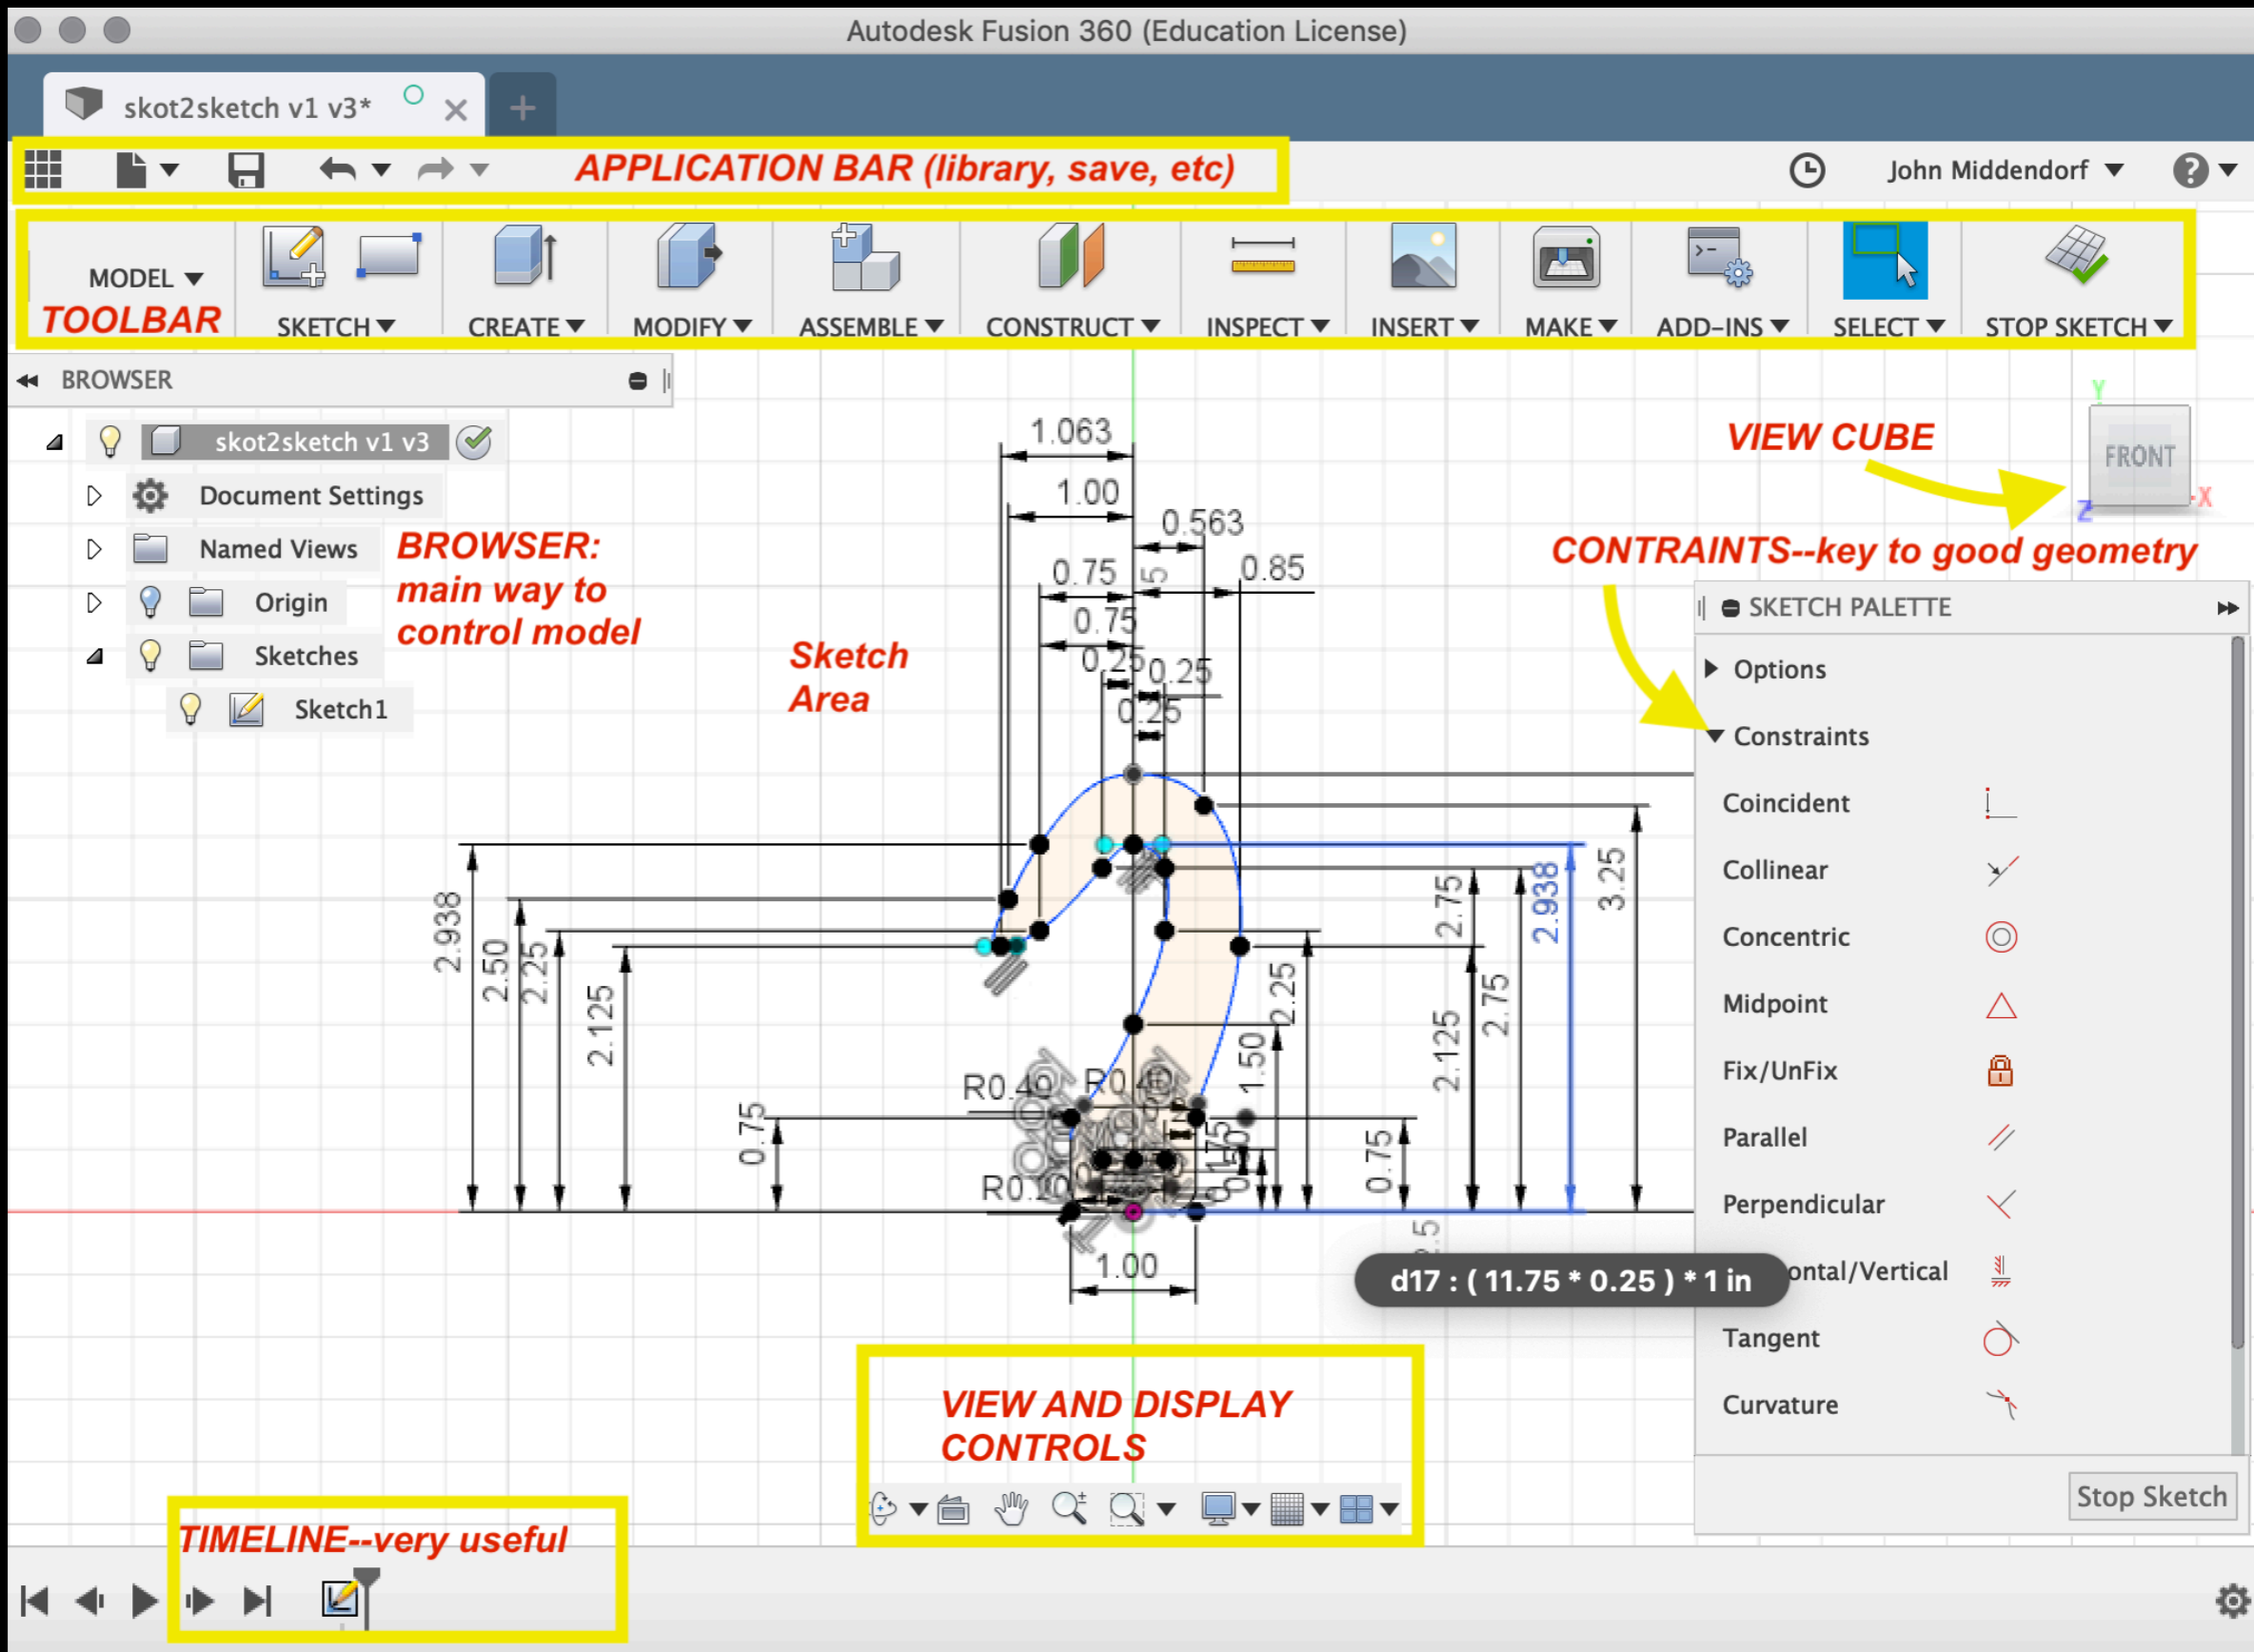 Autodesk Fusion 360 (Education License)
skot2sketch v1 v3*
APPLICATION BAR (library, save, etc)
John Middendorf
MODEL
TOOLBAR
SKETCH
CREATE
MODIFY
ASSEMBLE
CONSTRUCT
INSPECT
INSERT
MAKE
ADD-INS
SELECT
STOP SKETCH
BROWSER
skot2sketch v1 v3
Document Settings
Named Views
Origin
Sketches
Sketch1
BROWSER:
main way to
control model
Sketch
Area
VIEW CUBE
Y
FRONT
Z
X
CONTRAINTS--key to good geometry
SKETCH PALETTE
Options
Constraints
Coincident
Collinear
Concentric
Midpoint
Fix/UnFix
Parallel
Perpendicular
ontal/Vertical
Tangent
Curvature
Stop Sketch
1.063
1.00
0.563
0.75
0.85
0.75
0.25
0.25
0.25
2.938
2.50
2.25
2.125
0.75
R0.40
R0.40
R0.20
1.00
1.50
2.25
0.75
2.125
2.75
2.75
2.938
3.25
d17 : ( 11.75 * 0.25 ) * 1 in
VIEW AND DISPLAY
CONTROLS
TIMELINE--very useful